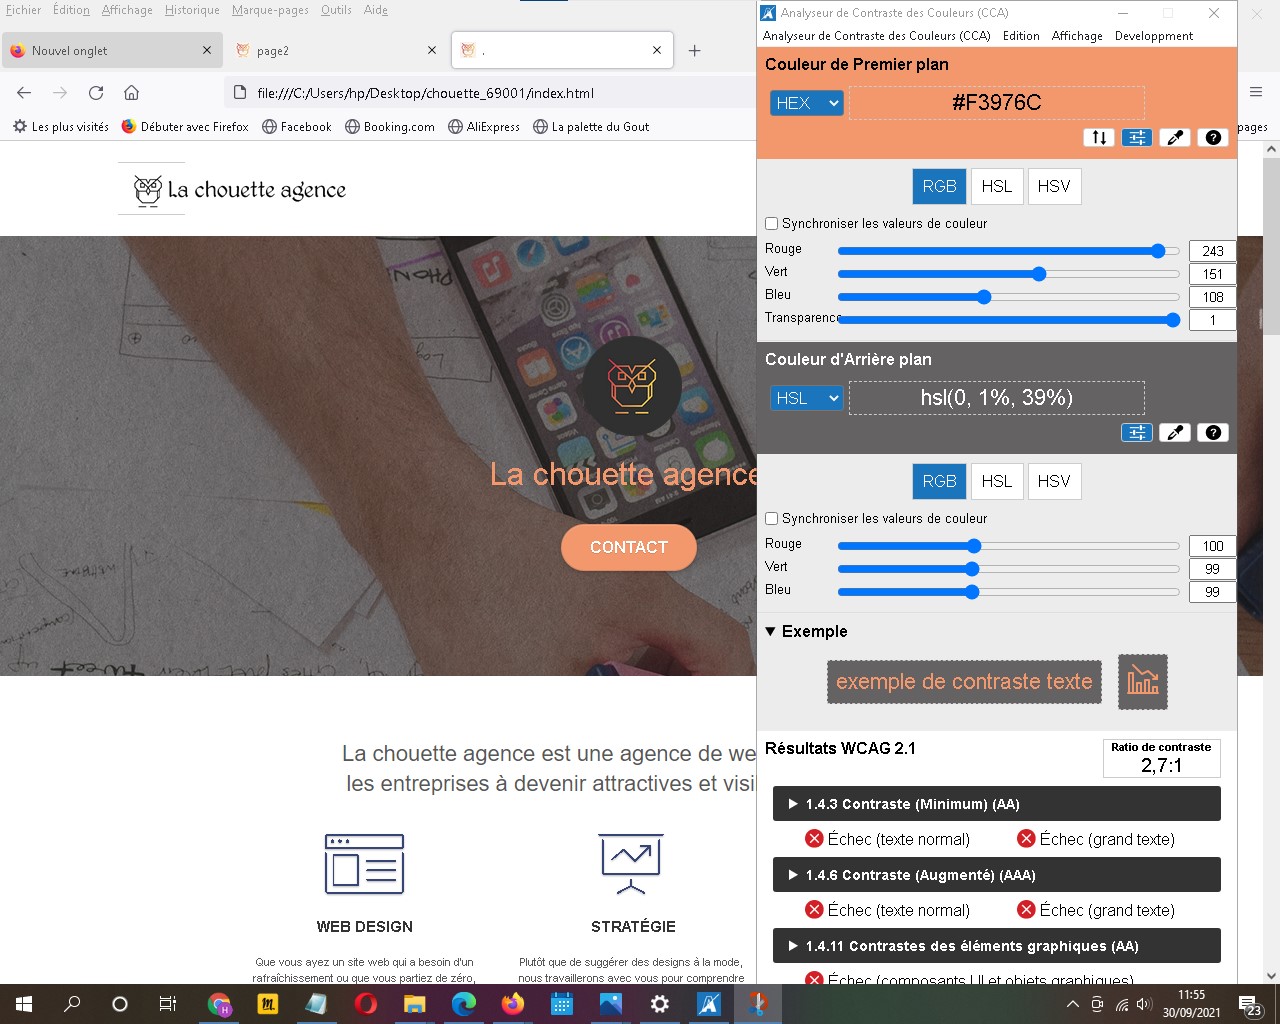 Fichier Édition Affichage Historique Marque-pages Outils Aide
Nouvel onglet
page2
.
file:///C:/Users/hp/Desktop/chouette_69001/index.html
Les plus visités Débuter avec Firefox Facebook Booking.com AliExpress La palette du Gout
pages
La chouette agence
La chouette agence
CONTACT
La chouette agence est une agence de we
les entreprises à devenir attractives et visil
WEB DESIGN
Que vous ayez un site web qui a besoin d'un
rafraîchissement ou que vous partiez de zéro,
STRATÉGIE
Plutôt que de suggérer des designs à la mode,
nous travaillerons avec vous pour comprendre
Analyseur de Contraste des Couleurs (CCA)
Analyseur de Contraste des Couleurs (CCA) Edition Affichage Developpment
Couleur de Premier plan
HEX #F3976C
RGB HSL HSV
Synchroniser les valeurs de couleur
Rouge 243
Vert 151
Bleu 108
Transparence 1
Couleur d'Arrière plan
HSL hsl(0, 1%, 39%)
RGB HSL HSV
Synchroniser les valeurs de couleur
Rouge 100
Vert 99
Bleu 99
Exemple
exemple de contraste texte
Résultats WCAG 2.1
Ratio de contraste
2,7:1
1.4.3 Contraste (Minimum) (AA)
Échec (texte normal) Échec (grand texte)
1.4.6 Contraste (Augmenté) (AAA)
Échec (texte normal) Échec (grand texte)
1.4.11 Contrastes des éléments graphiques (AA)
Échec (composants UI et objets graphiques)
11:55
30/09/2021
23